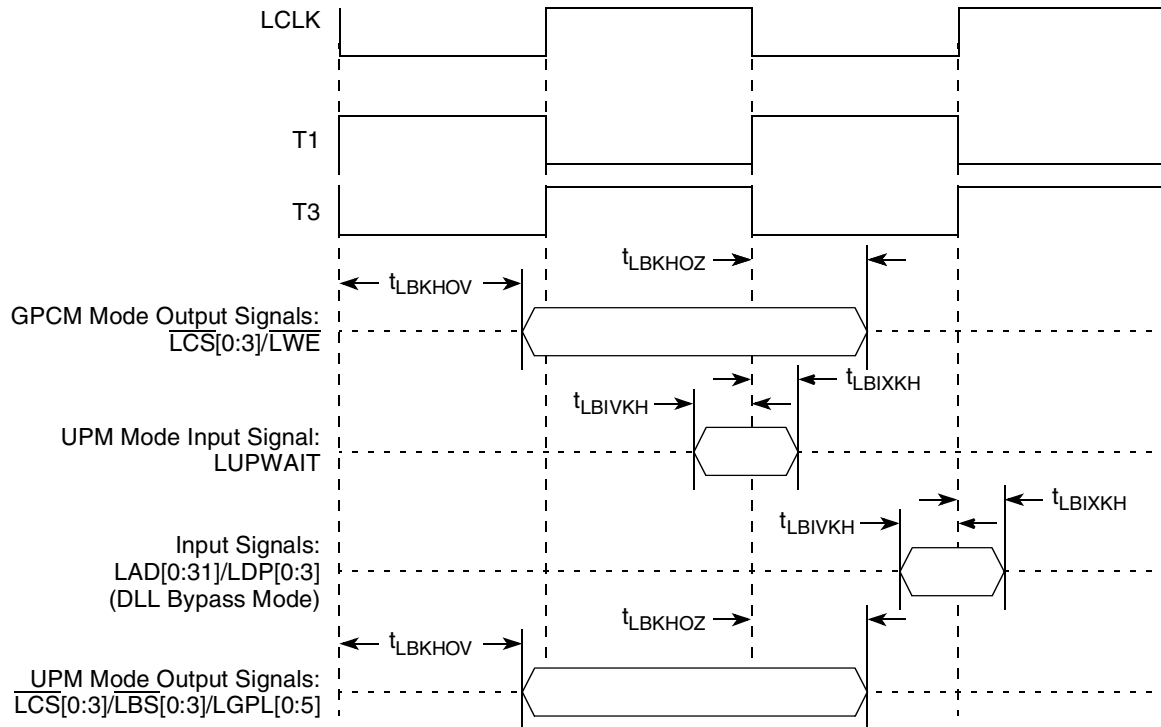 LCLK
T1
T3
tLBKHOV
tLBKHOZ
GPCM Mode Output Signals:
LCS[0:3]/LWE
tLBIVKH
tLBIXKH
UPM Mode Input Signal:
LUPWAIT
tLBIVKH
tLBIXKH
Input Signals:
LAD[0:31]/LDP[0:3]
(DLL Bypass Mode)
tLBKHOV
tLBKHOZ
UPM Mode Output Signals:
LCS[0:3]/LBS[0:3]/LGPL[0:5]